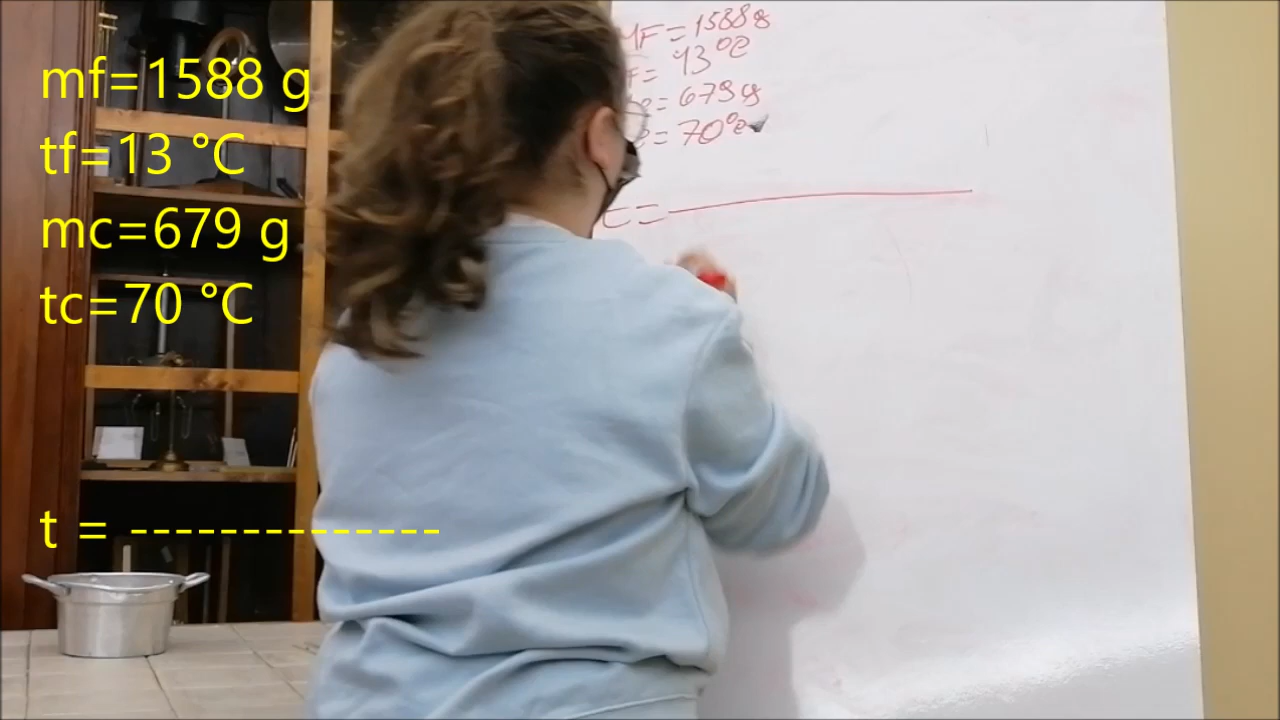 mf=1588 g
tf=13 °C
mc=679 g
tc=70 °C
t = --------------
MF = 1588 g
F = 13 °C
c = 679 g
c = 70 °C
t =